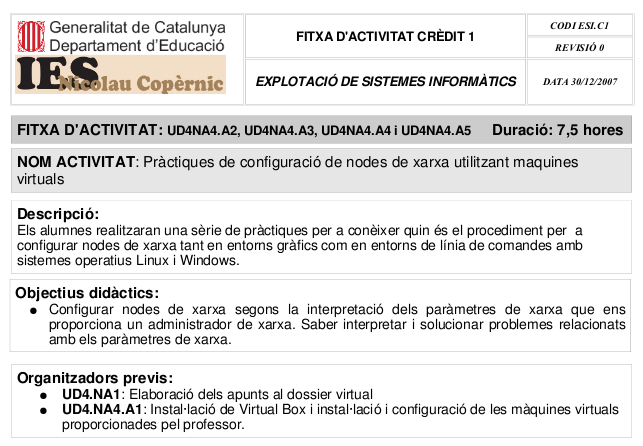 Generalitat de Catalunya
Departament d'Educació
IES
Nicolau Copèrnic
FITXA D'ACTIVITAT CRÈDIT 1
EXPLOTACIÓ DE SISTEMES INFORMÀTICS
CODI ESI.C1
REVISIÓ 0
DATA 30/12/2007
FITXA D'ACTIVITAT: UD4NA4.A2, UD4NA4.A3, UD4NA4.A4 i UD4NA4.A5 Duració: 7,5 hores
NOM ACTIVITAT: Pràctiques de configuració de nodes de xarxa utilitzant maquines
virtuals
Descripció:
Els alumnes realitzaran una sèrie de pràctiques per a conèixer quin és el procediment per a
configurar nodes de xarxa tant en entorns gràfics com en entorns de línia de comandes amb
sistemes operatius Linux i Windows.
Objectius didàctics:
● Configurar nodes de xarxa segons la interpretació dels paràmetres de xarxa que ens
proporciona un administrador de xarxa. Saber interpretar i solucionar problemes relacionats
amb els paràmetres de xarxa.
Organitzadors previs:
● UD4.NA1: Elaboració dels apunts al dossier virtual
● UD4.NA4.A1: Instal·lació de Virtual Box i instal·lació i configuració de les màquines virtuals
proporcionades pel professor.